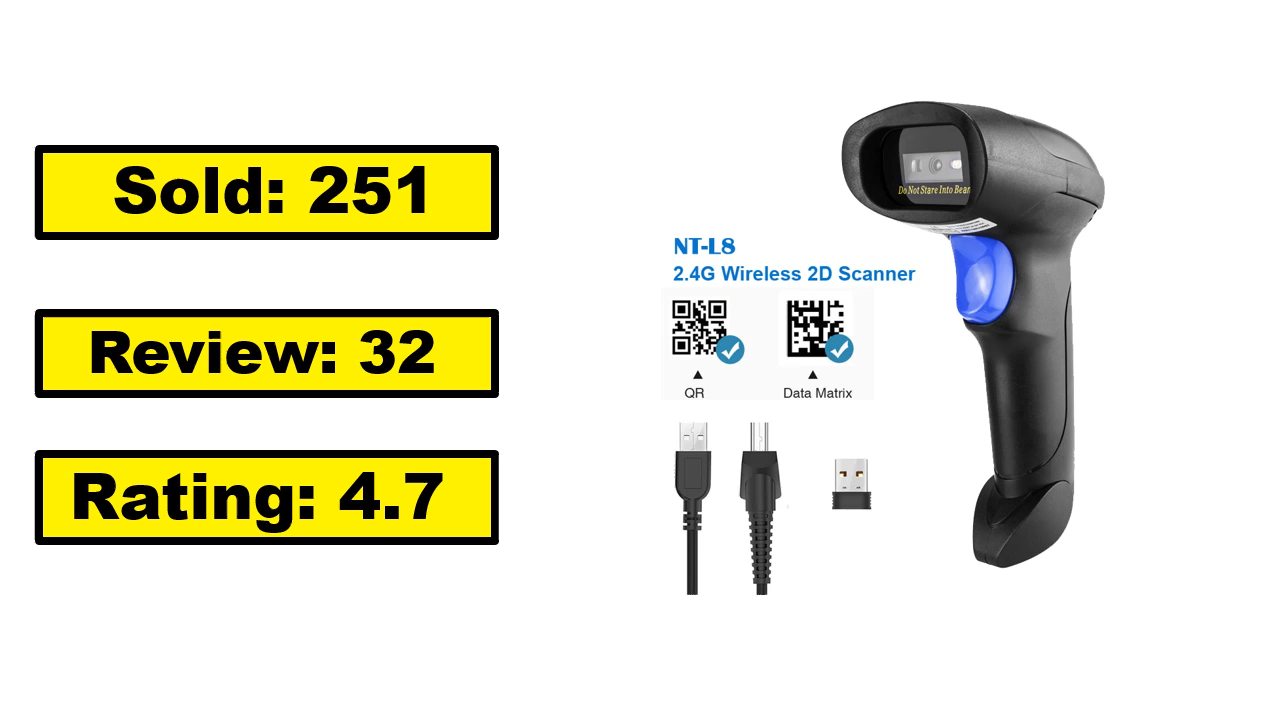 Sold: 251
Review: 32
Rating: 4.7
Do Not Stare Into Beam
NT-L8
2.4G Wireless 2D Scanner
QR
Data Matrix